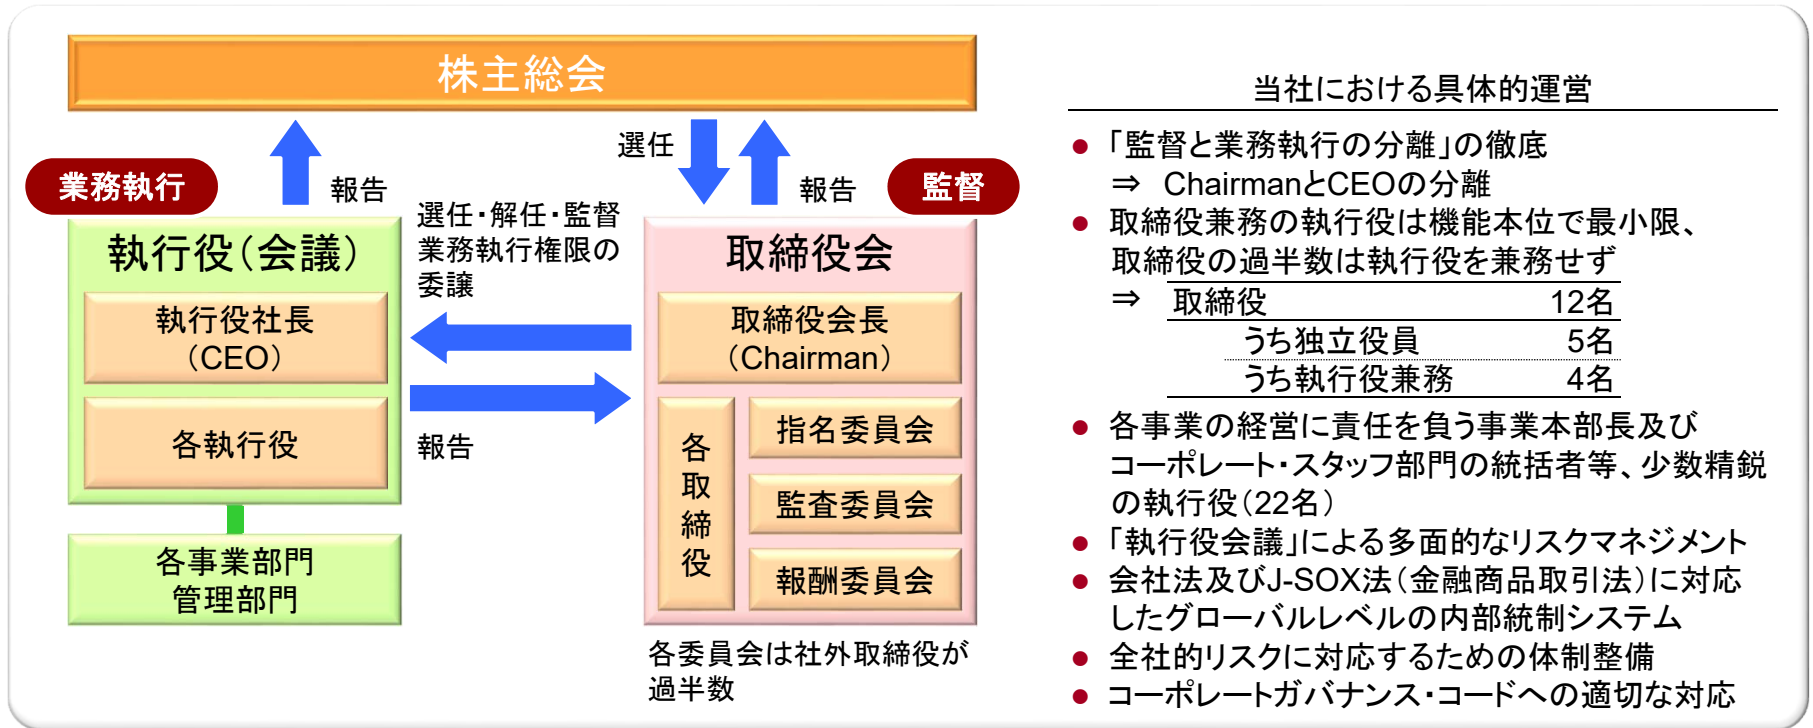 株主総会
選任
報告
報告
業務執行
監督
選任・解任・監督
業務執行権限の
委譲
報告
執行役（会議）
執行役社長
（CEO）
各執行役
各事業部門
管理部門
取締役会
取締役会長
（Chairman）
各取締役
指名委員会
監査委員会
報酬委員会
各委員会は社外取締役が
過半数
当社における具体的運営
● 「監督と業務執行の分離」の徹底
⇒ ChairmanとCEOの分離
● 取締役兼務の執行役は機能本位で最小限、
取締役の過半数は執行役を兼務せず
⇒ 取締役 12名
うち独立役員 5名
うち執行役兼務 4名
● 各事業の経営に責任を負う事業本部長及び
コーポレート・スタッフ部門の統括者等、少数精鋭
の執行役（22名）
● 「執行役会議」による多面的なリスクマネジメント
● 会社法及びJ-SOX法（金融商品取引法）に対応
したグローバルレベルの内部統制システム
● 全社的リスクに対応するための体制整備
● コーポレートガバナンス・コードへの適切な対応